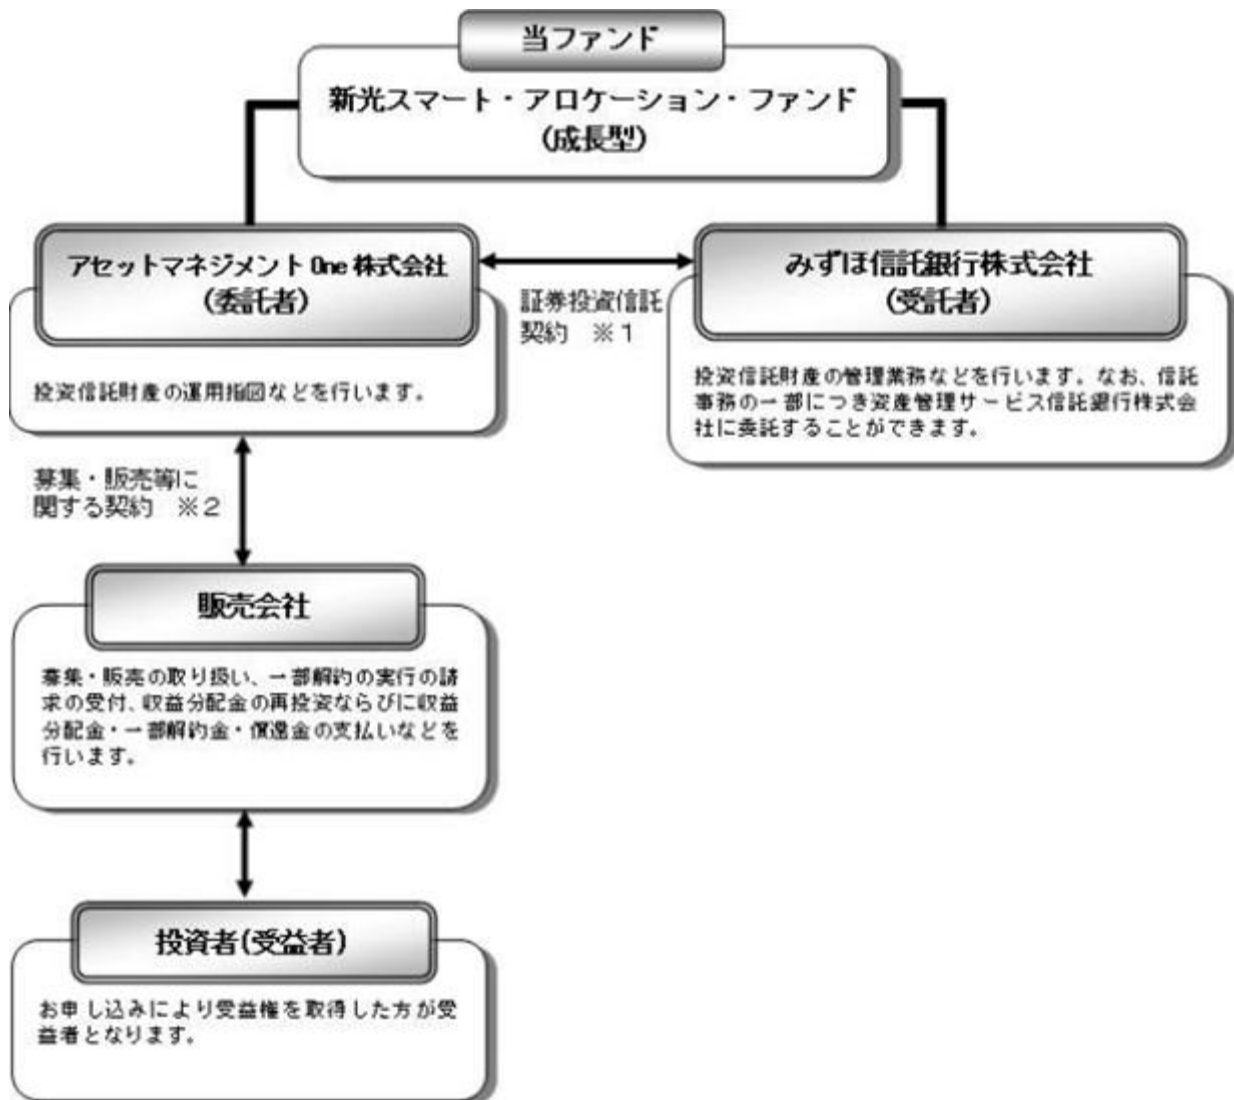 当ファンド
新光スマート・アロケーション・ファンド
(成長型)
アセットマネジメントOne株式会社
(委託者)
投資信託財産の運用指図などを行います。
証券投資信託
契約　※1
みずほ信託銀行株式会社
(受託者)
投資信託財産の管理業務などを行います。なお、信託
事務の一部につき資産管理サービス信託銀行株式会
社に委託することができます。
募集・販売等に
関する契約　※2
販売会社
募集・販売の取り扱い、一部解約の実行の請
求の受付、収益分配金の再投資ならびに収益
分配金・一部解約金・償還金の支払いなどを
行います。
投資者(受益者)
お申し込みにより受益権を取得した方が受
益者となります。